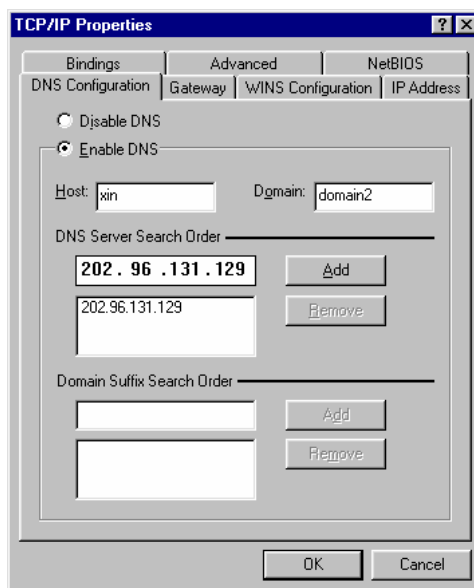 TCP/IP Properties
? ×
Bindings Advanced NetBIOS
DNS Configuration Gateway WINS Configuration IP Address
Disable DNS
Enable DNS
Host: xin Domain: domain2
DNS Server Search Order
202 . 96 .131 .129 Add
202.96.131.129 Remove
Domain Suffix Search Order
Add
Remove
OK Cancel